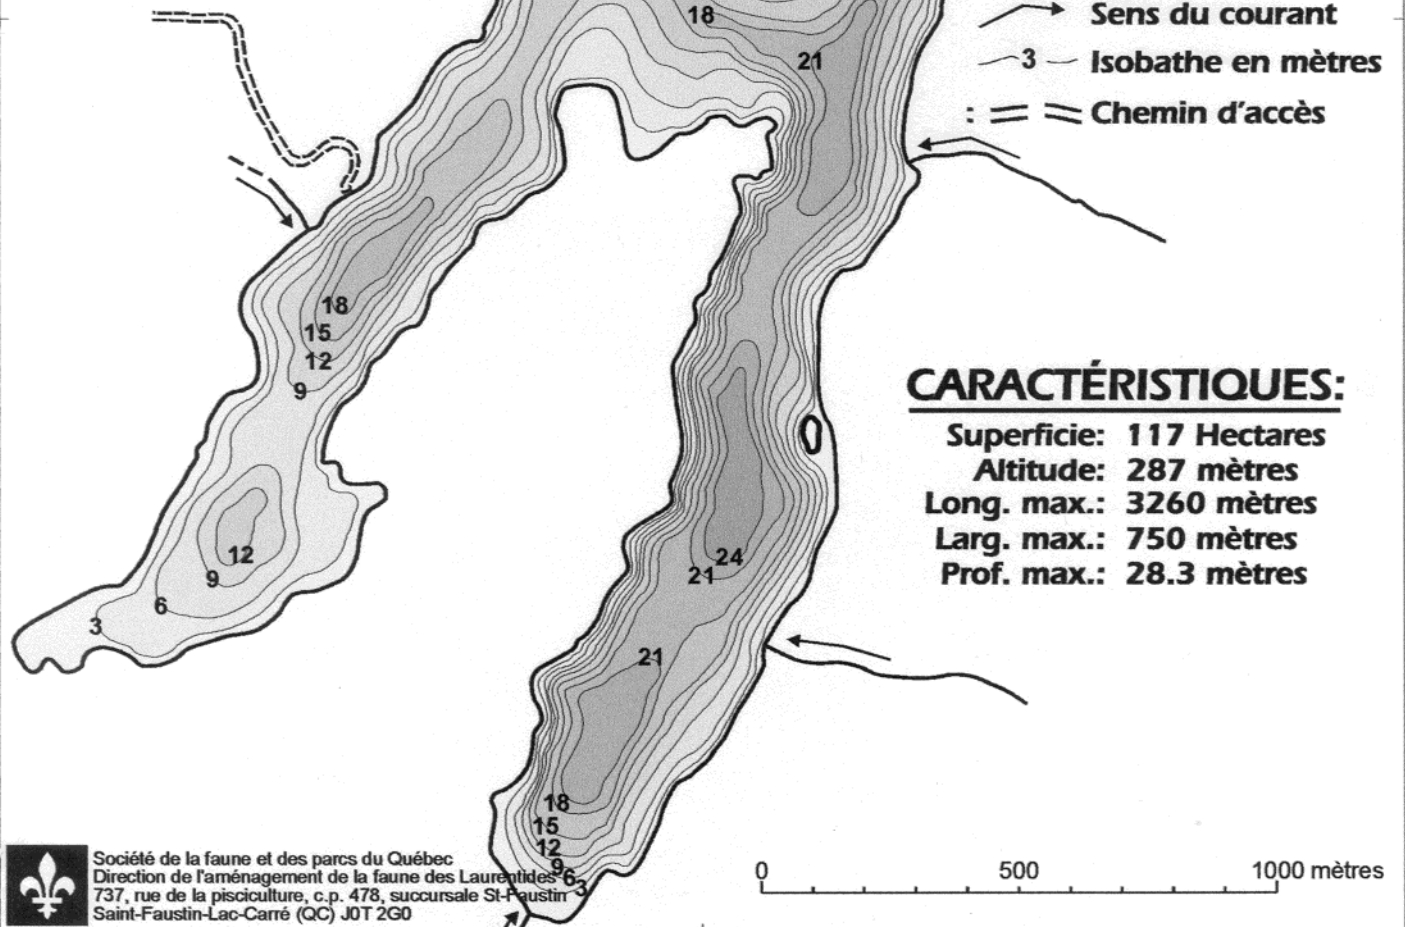 18
Sens du courant
21
3
Isobathe en mètres
Chemin d'accès
18
15
12
9
CARACTÉRISTIQUES:
Superficie: 117 Hectares
Altitude: 287 mètres
Long. max.: 3260 mètres
Larg. max.: 750 mètres
Prof. max.: 28.3 mètres
12
9
6
3
24
21
21
18
15
12
9
6
3
Société de la faune et des parcs du Québec
Direction de l'aménagement de la faune des Laurentides
737, rue de la pisciculture, c.p. 478, succursale St-Faustin
Saint-Faustin-Lac-Carré (QC) J0T 2G0
0 500 1000 mètres